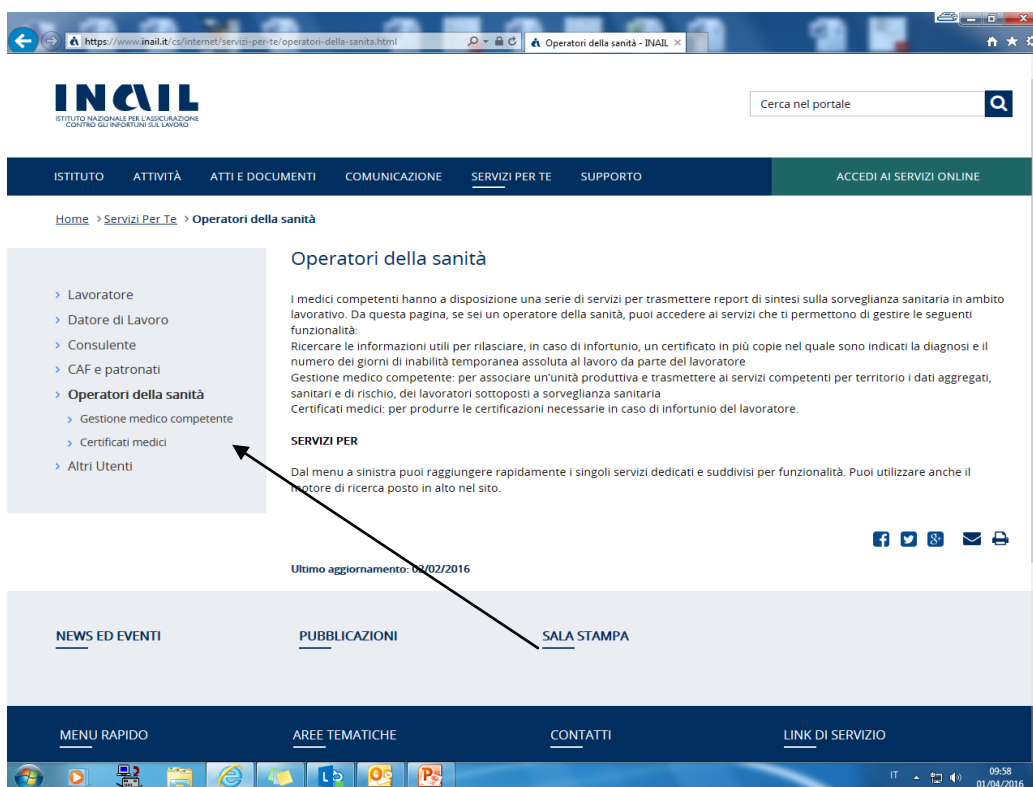 https://www.inail.it/cs/internet/servizi-per-te/operatori-della-sanita.html
Operatori della sanità - INAIL
INAIL
ISTITUTO NAZIONALE PER L'ASSICURAZIONE
CONTRO GLI INFORTUNI SUL LAVORO
Cerca nel portale
ISTITUTO ATTIVITÀ ATTI E DOCUMENTI COMUNICAZIONE SERVIZI PER TE SUPPORTO ACCEDI AI SERVIZI ONLINE
Home > Servizi Per Te > Operatori della sanità
> Lavoratore
> Datore di Lavoro
> Consulente
> CAF e patronati
> Operatori della sanità
> Gestione medico competente
> Certificati medici
> Altri Utenti
Operatori della sanità
I medici competenti hanno a disposizione una serie di servizi per trasmettere report di sintesi sulla sorveglianza sanitaria in ambito
lavorativo. Da questa pagina, se sei un operatore della sanità, puoi accedere ai servizi che ti permettono di gestire le seguenti
funzionalità:
Ricercare le informazioni utili per rilasciare, in caso di infortunio, un certificato in più copie nel quale sono indicati la diagnosi e il
numero dei giorni di inabilità temporanea assoluta al lavoro da parte del lavoratore
Gestione medico competente: per associare un'unità produttiva e trasmettere ai servizi competenti per territorio i dati aggregati,
sanitari e di rischio, dei lavoratori sottoposti a sorveglianza sanitaria
Certificati medici: per produrre le certificazioni necessarie in caso di infortunio del lavoratore.
SERVIZI PER
Dal menu a sinistra puoi raggiungere rapidamente i singoli servizi dedicati e suddivisi per funzionalità. Puoi utilizzare anche il
motore di ricerca posto in alto nel sito.
Ultimo aggiornamento: 02/02/2016
NEWS ED EVENTI PUBBLICAZIONI SALA STAMPA
MENU RAPIDO AREE TEMATICHE CONTATTI LINK DI SERVIZIO
IT 09:58
01/04/2016